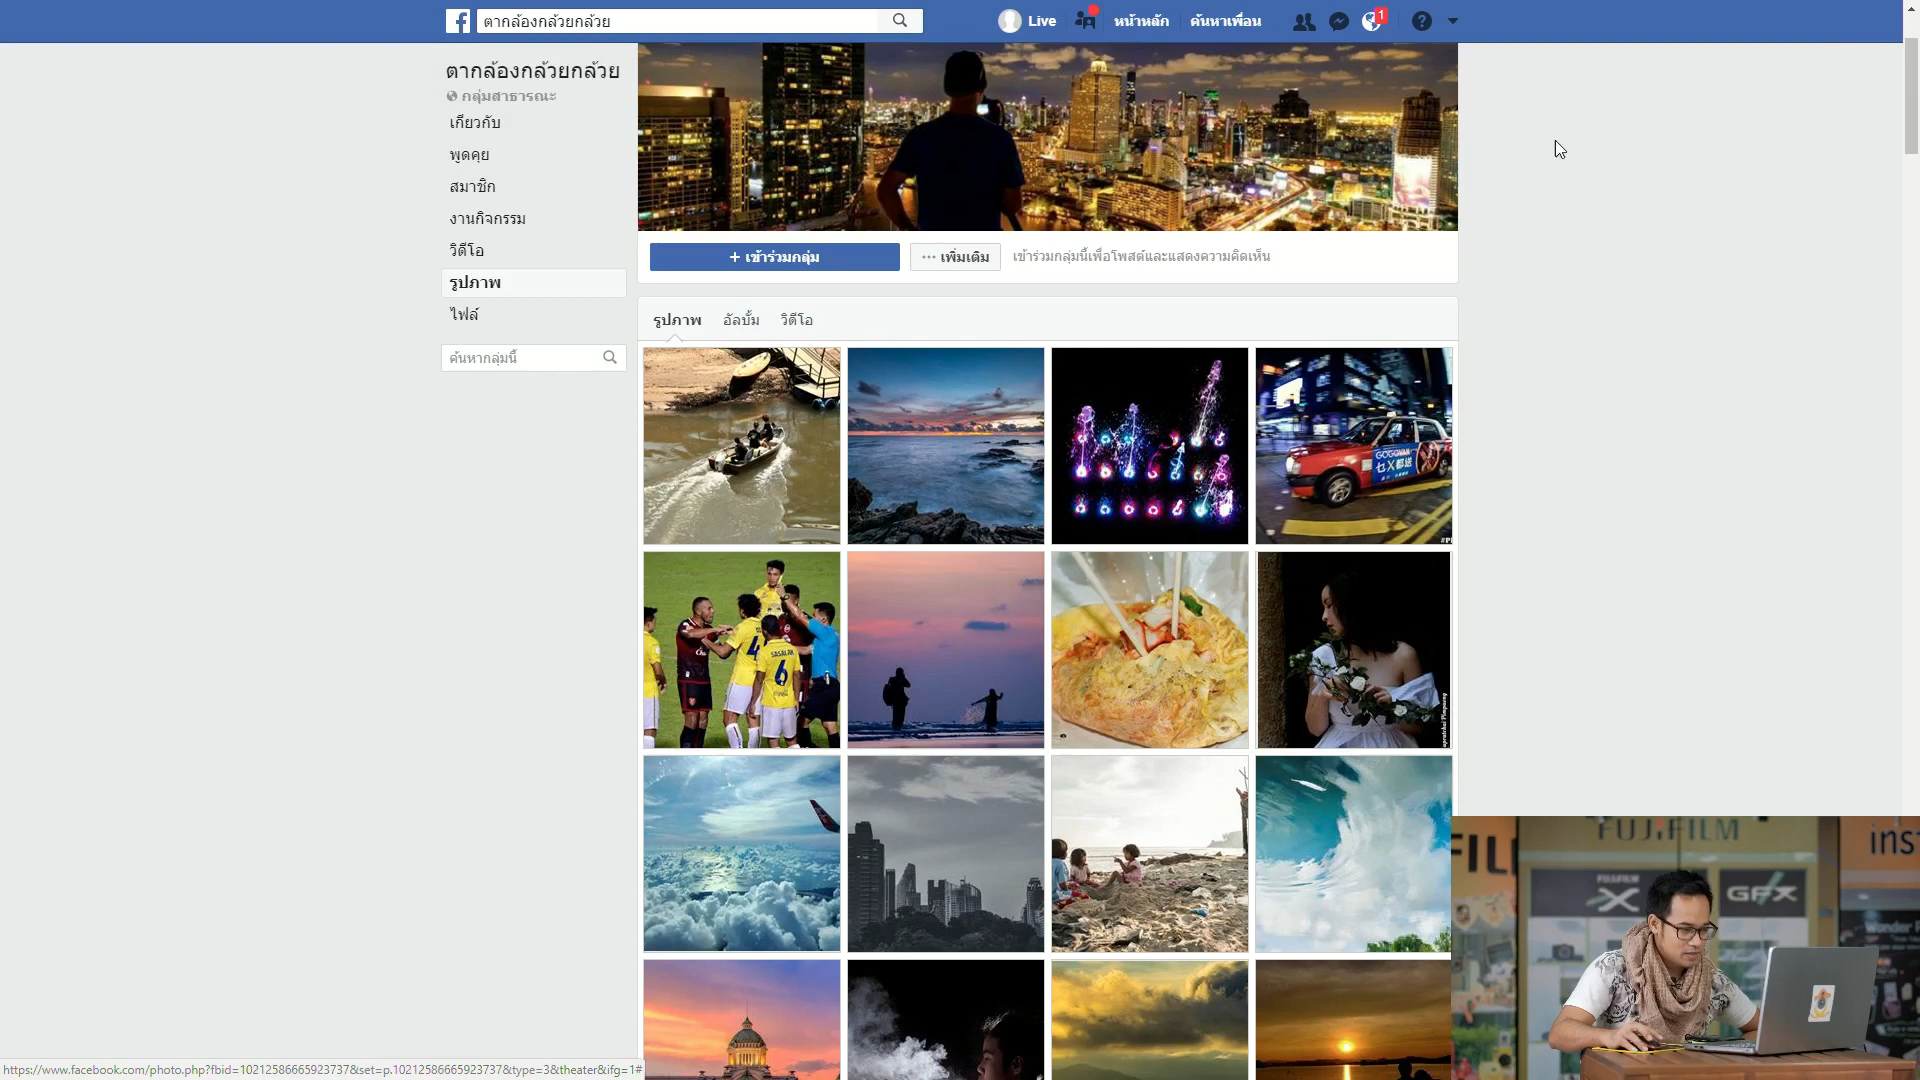 ตากล้องกล้วยกล้วย
Live
หน้าหลัก
ค้นหาเพื่อน
1
ตากล้องกล้วยกล้วย
กลุ่มสาธารณะ
เกี่ยวกับ
พูดคุย
สมาชิก
งานกิจกรรม
วิดีโอ
รูปภาพ
ไฟล์
ค้นหากลุ่มนี้
+ เข้าร่วมกลุ่ม
··· เพิ่มเติม
เข้าร่วมกลุ่มนี้เพื่อโพสต์และแสดงความคิดเห็น
รูปภาพ
อัลบั้ม
วิดีโอ
GOGOVAN
SASALAK
6
4
FUJIFILM
FUJIFILM
X
GFX
https://www.facebook.com/photo.php?fbid=10212586665923737&set=p.10212586665923737&type=3&theater&ifg=1#